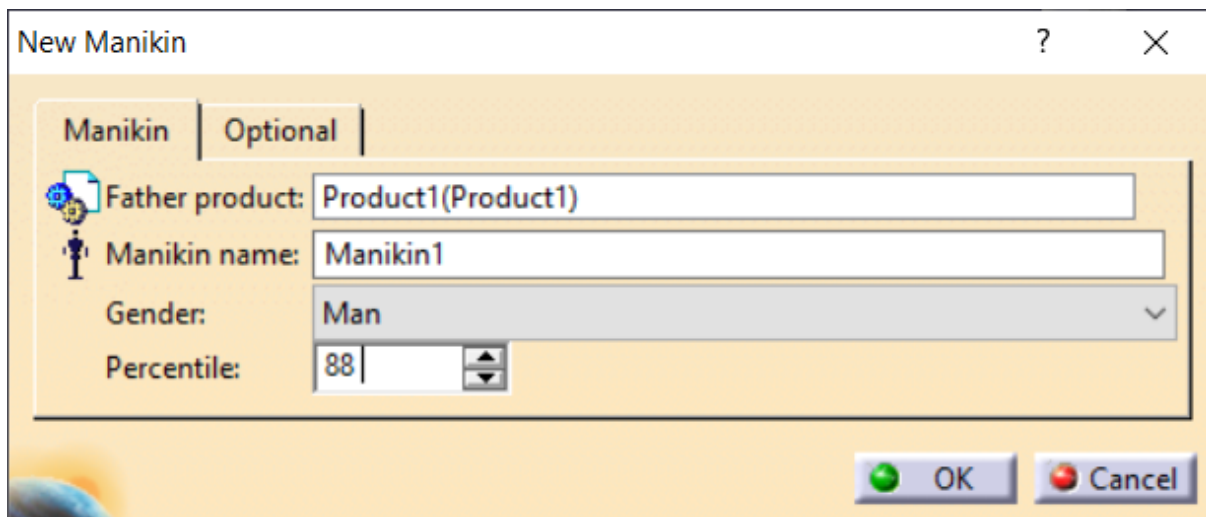 New Manikin ?
Manikin Optional
Father product: Product1(Product1)
Manikin name: Manikin1
Gender: Man
Percentile: 88
OK Cancel